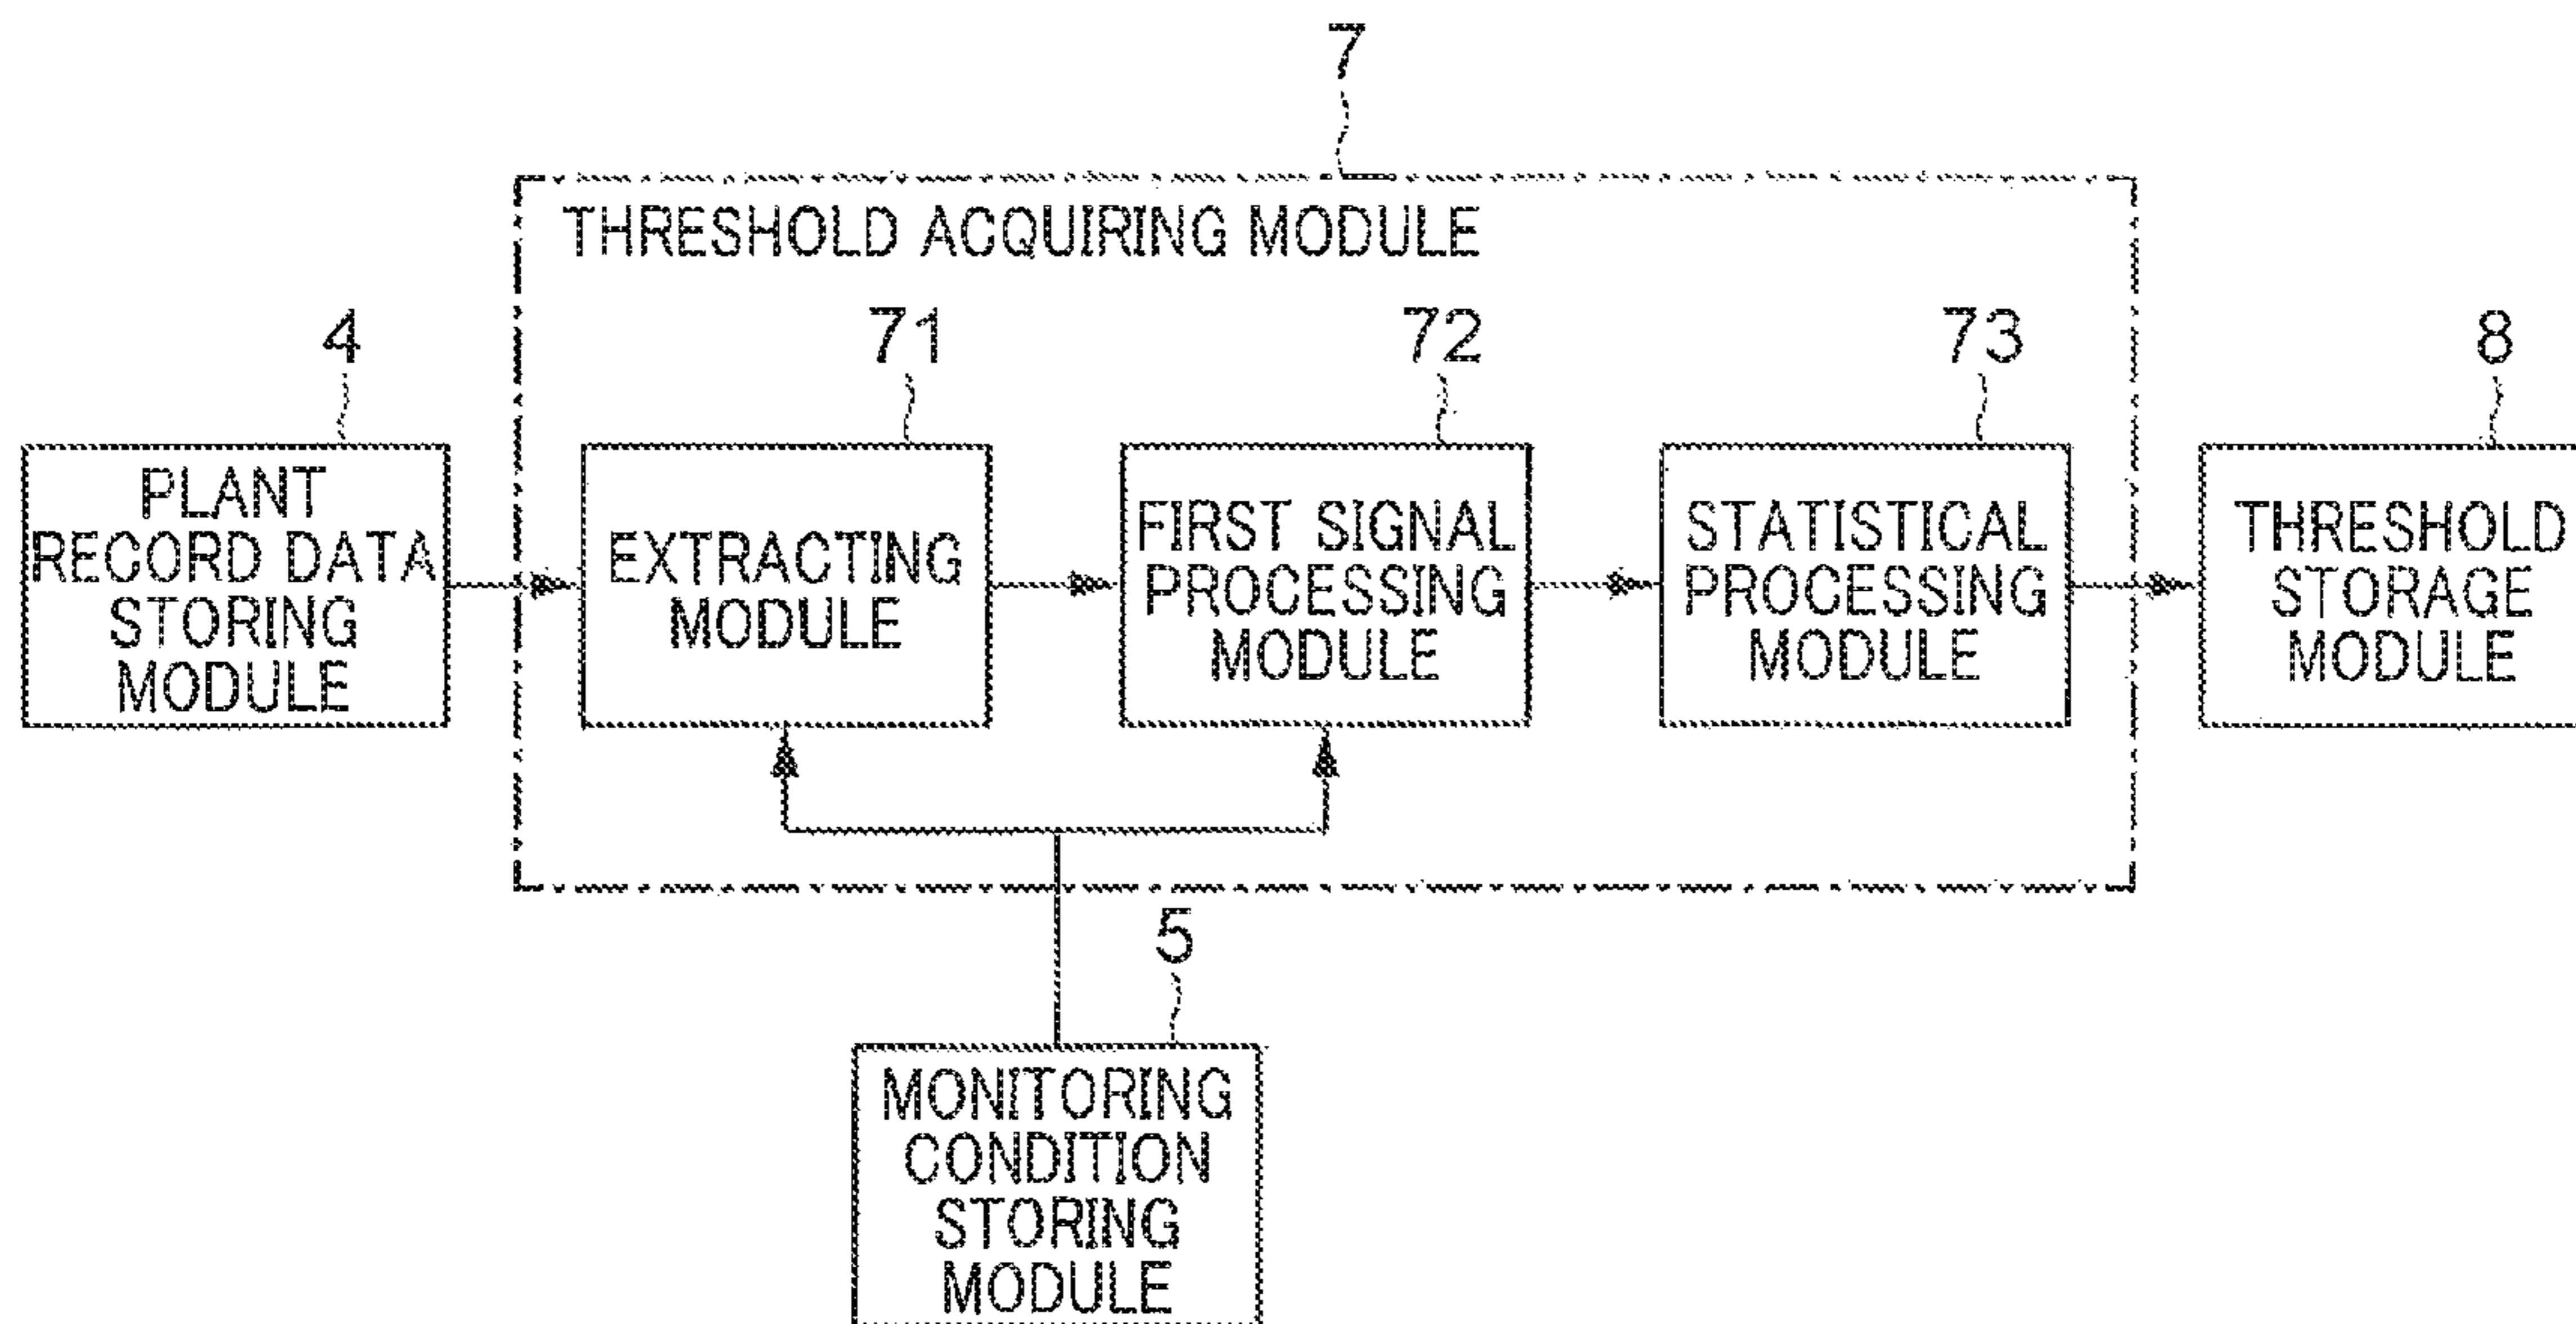 7
THRESHOLD ACQUIRING MODULE
4
71
72
73
8
PLANT
RECORD DATA
STORING
MODULE
EXTRACTING
MODULE
FIRST SIGNAL
PROCESSING
MODULE
STATISTICAL
PROCESSING
MODULE
THRESHOLD
STORAGE
MODULE
5
MONITORING
CONDITION
STORING
MODULE